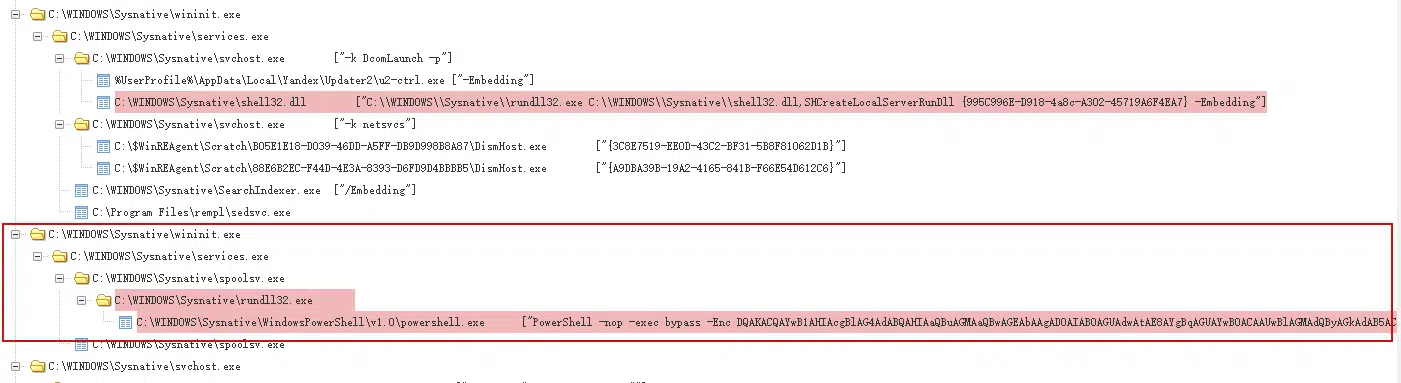 C:\WINDOWS\Sysnative\wininit.exe
C:\WINDOWS\Sysnative\services.exe
C:\WINDOWS\Sysnative\svchost.exe ["-k DcomLaunch -p"]
%UserProfile%\AppData\Local\Yandex\Updater2\u2-ctrl.exe ["-Embedding"]
C:\WINDOWS\Sysnative\shell32.dll ["C:\\WINDOWS\\Sysnative\\rundll32.exe C:\\WINDOWS\\Sysnative\\shell32.dll,SHCreateLocalServerRunDll {995C996E-D918-4a8c-A302-45719A6F4EA7} -Embedding"]
C:\WINDOWS\Sysnative\svchost.exe ["-k netsvcs"]
C:\$WinREAgent\Scratch\B05E1E18-D039-46DD-A5FF-DB9D998B8A87\DismHost.exe ["{3C8E7519-EE0D-43C2-BF31-5B8F81062D1B}"]
C:\$WinREAgent\Scratch\88E6B2EC-F44D-4E3A-8393-D6FD9D4BBBB5\DismHost.exe ["{A9DBA39B-19A2-4165-841B-F66E54D612C6}"]
C:\WINDOWS\Sysnative\SearchIndexer.exe ["/Embedding"]
C:\Program Files\rempl\sedsvc.exe
C:\WINDOWS\Sysnative\wininit.exe
C:\WINDOWS\Sysnative\services.exe
C:\WINDOWS\Sysnative\spoolsv.exe
C:\WINDOWS\Sysnative\rundll32.exe
C:\WINDOWS\Sysnative\WindowsPowerShell\v1.0\powershell.exe ["PowerShell -nop -exec bypass -Enc
C:\WINDOWS\Sysnative\spoolsv.exe
C:\WINDOWS\Sysnative\svchost.exe